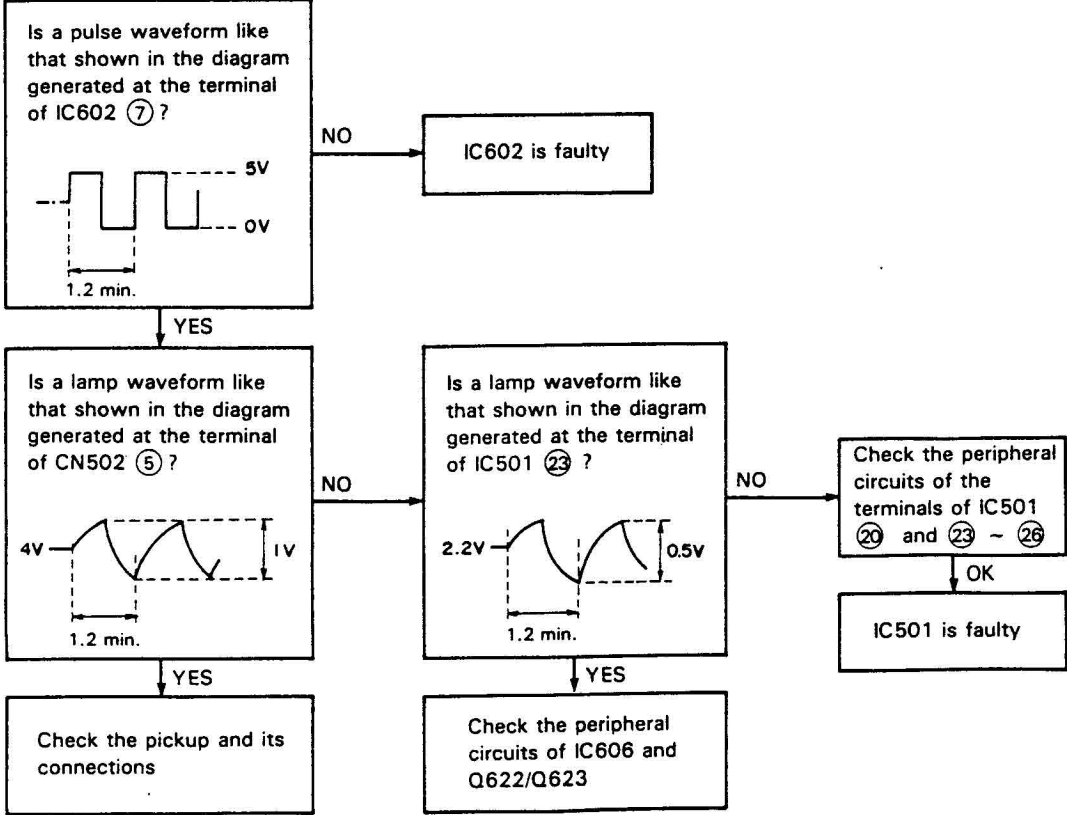 Is a pulse waveform like
that shown in the diagram
generated at the terminal
of IC602 ⑦ ?
5V
0V
1.2 min.
NO
IC602 is faulty
YES
Is a lamp waveform like
that shown in the diagram
generated at the terminal
of CN502 ⑤ ?
4V
1V
1.2 min.
NO
Is a lamp waveform like
that shown in the diagram
generated at the terminal
of IC501 ㉓ ?
2.2V
0.5V
1.2 min.
NO
Check the peripheral
circuits of the
terminals of IC501
⑳ and ㉓ ~ ㉖
OK
IC501 is faulty
YES
Check the pickup and its
connections
YES
Check the peripheral
circuits of IC606 and
Q622/Q623